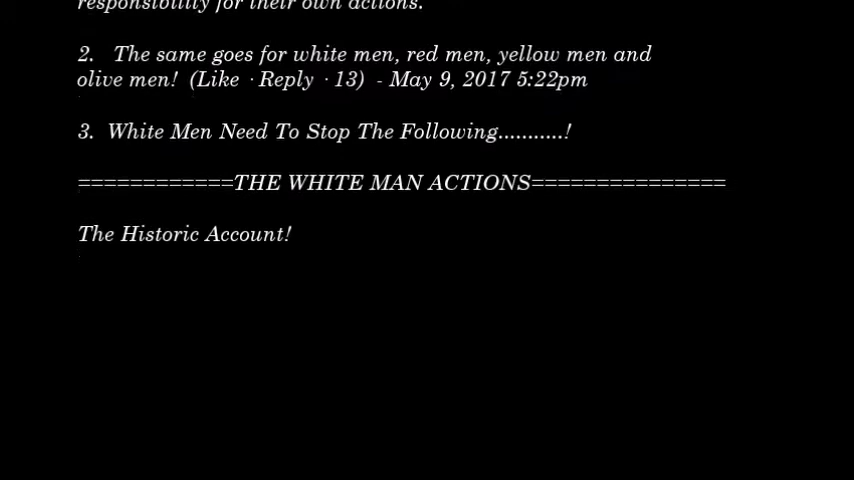 responsibility for their own actions.
2. The same goes for white men, red men, yellow men and
olive men! (Like · Reply · 13) - May 9, 2017 5:22pm
3. White Men Need To Stop The Following...........!
============THE WHITE MAN ACTIONS===============
The Historic Account!